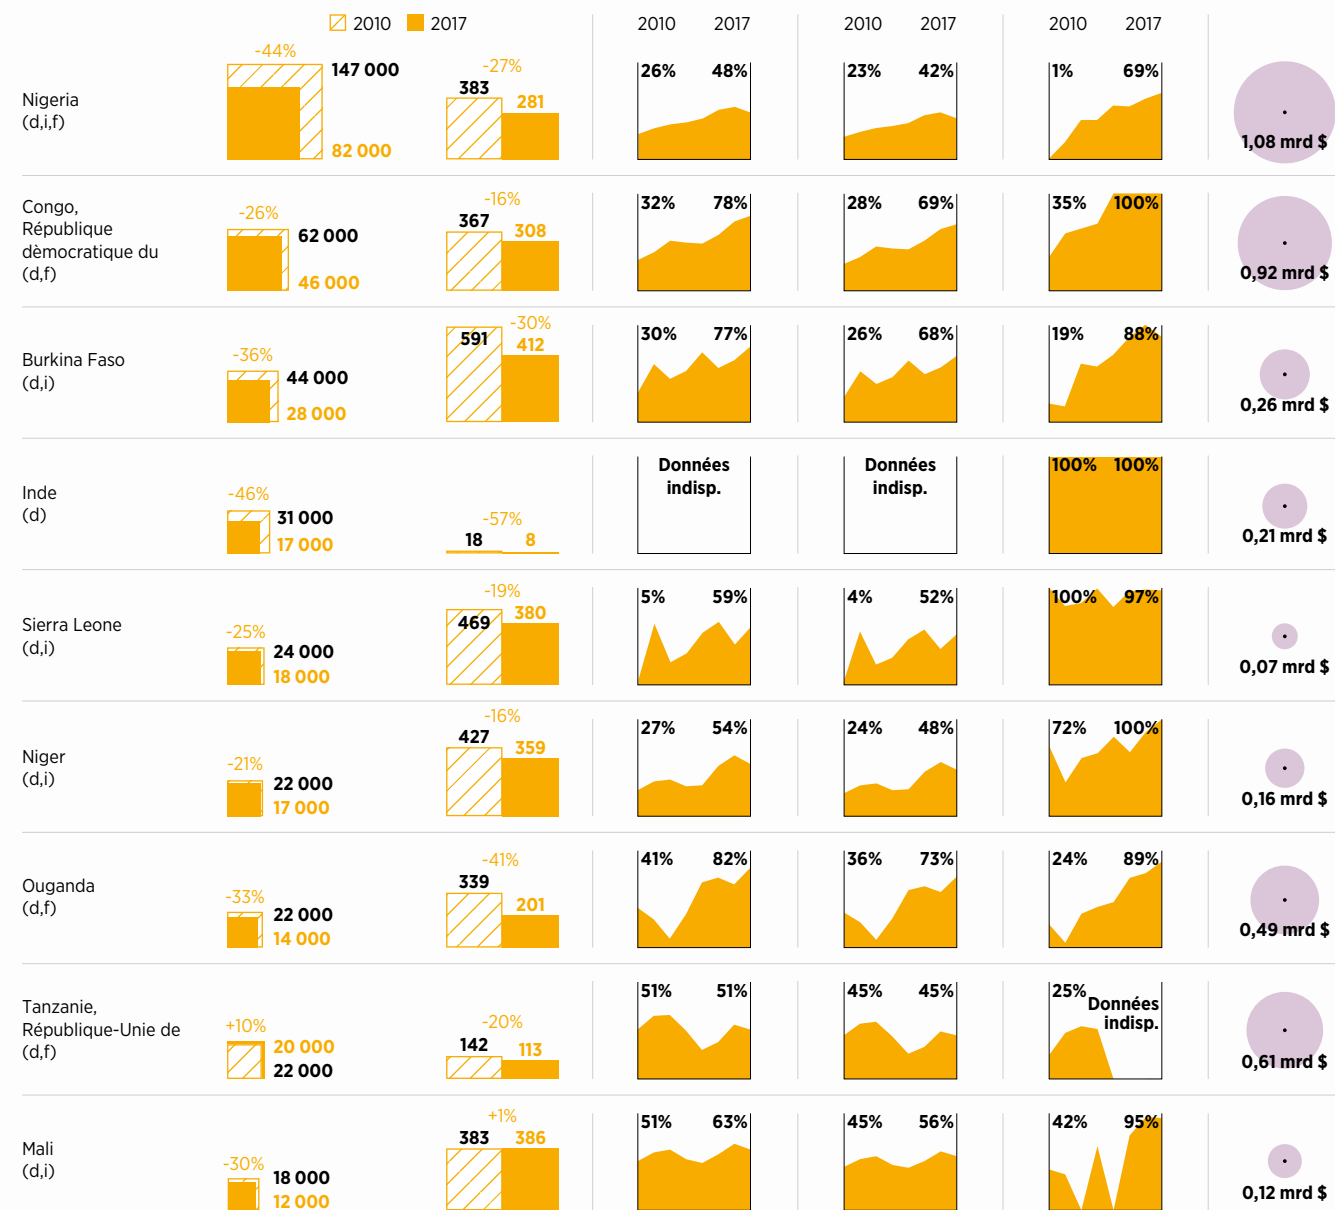 2010 2017
2010 2017 2010 2017 2010 2017
Nigeria
(d,i,f)
-44%
147 000
82 000
-27%
383
281
26% 48%
23% 42%
1% 69%
1,08 mrd $
Congo,
République
dèmocratique du
(d,f)
-26%
62 000
46 000
-16%
367
308
32% 78%
28% 69%
35% 100%
0,92 mrd $
Burkina Faso
(d,i)
-36%
44 000
28 000
-30%
591
412
30% 77%
26% 68%
19% 88%
0,26 mrd $
Inde
(d)
-46%
31 000
17 000
-57%
18
8
Données
indisp.
Données
indisp.
100% 100%
0,21 mrd $
Sierra Leone
(d,i)
-25%
24 000
18 000
-19%
469
380
5% 59%
4% 52%
100% 97%
0,07 mrd $
Niger
(d,i)
-21%
22 000
17 000
-16%
427
359
27% 54%
24% 48%
72% 100%
0,16 mrd $
Ouganda
(d,f)
-33%
22 000
14 000
-41%
339
201
41% 82%
36% 73%
24% 89%
0,49 mrd $
Tanzanie,
République-Unie de
(d,f)
+10%
20 000
22 000
-20%
142
113
51% 51%
45% 45%
25%
Données
indisp.
0,61 mrd $
Mali
(d,i)
-30%
18 000
12 000
+1%
383
386
51% 63%
45% 56%
42% 95%
0,12 mrd $